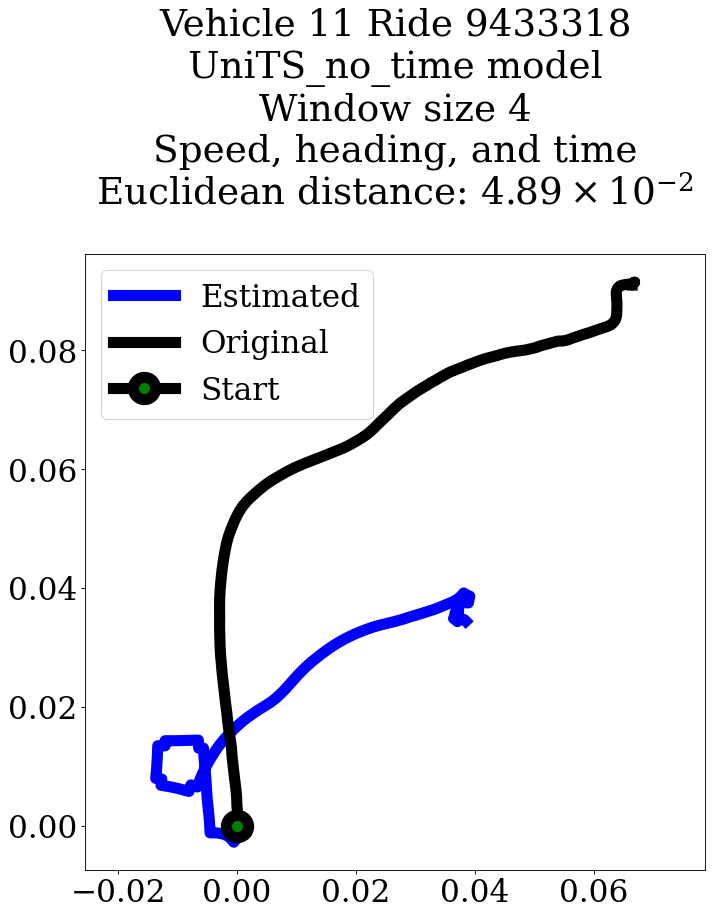 Vehicle 11 Ride 9433318
UniTS_no_time model
Window size 4
Speed, heading, and time
Euclidean distance: 4.89 × 10⁻²
Estimated
Original
Start
0.08
0.06
0.04
0.02
0.00
−0.02 0.00 0.02 0.04 0.06